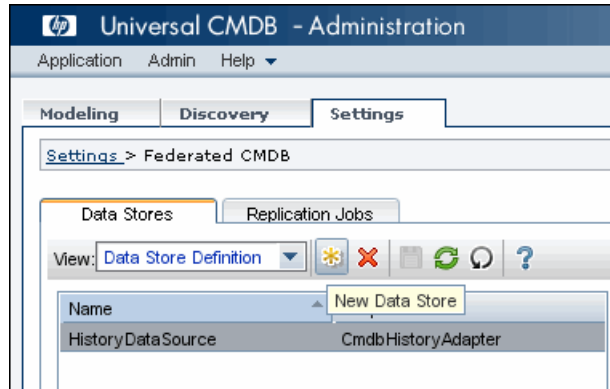 hp Universal CMDB - Administration
Application Admin Help
Modeling Discovery Settings
Settings > Federated CMDB
Data Stores Replication Jobs
View: Data Store Definition ?
New Data Store
Name
HistoryDataSource CmdbHistoryAdapter